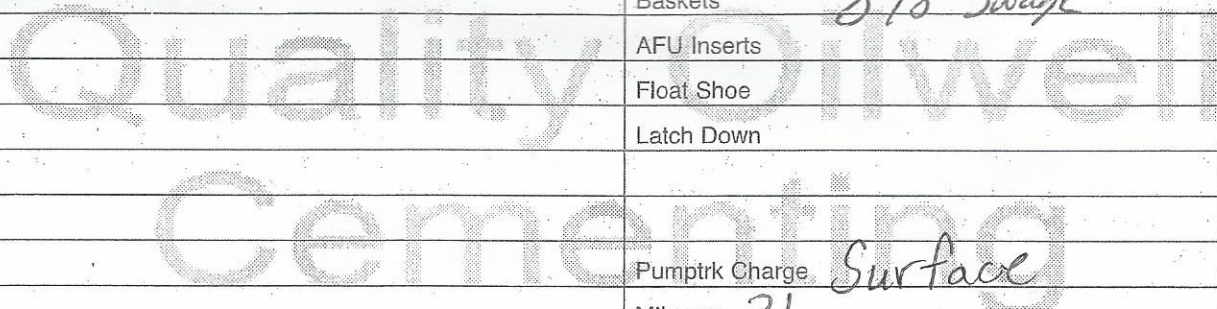 Baskets
AFU Inserts
Quality Oilwell
Float Shoe
Latch Down
Cementing
Pumptrk Charge Surface